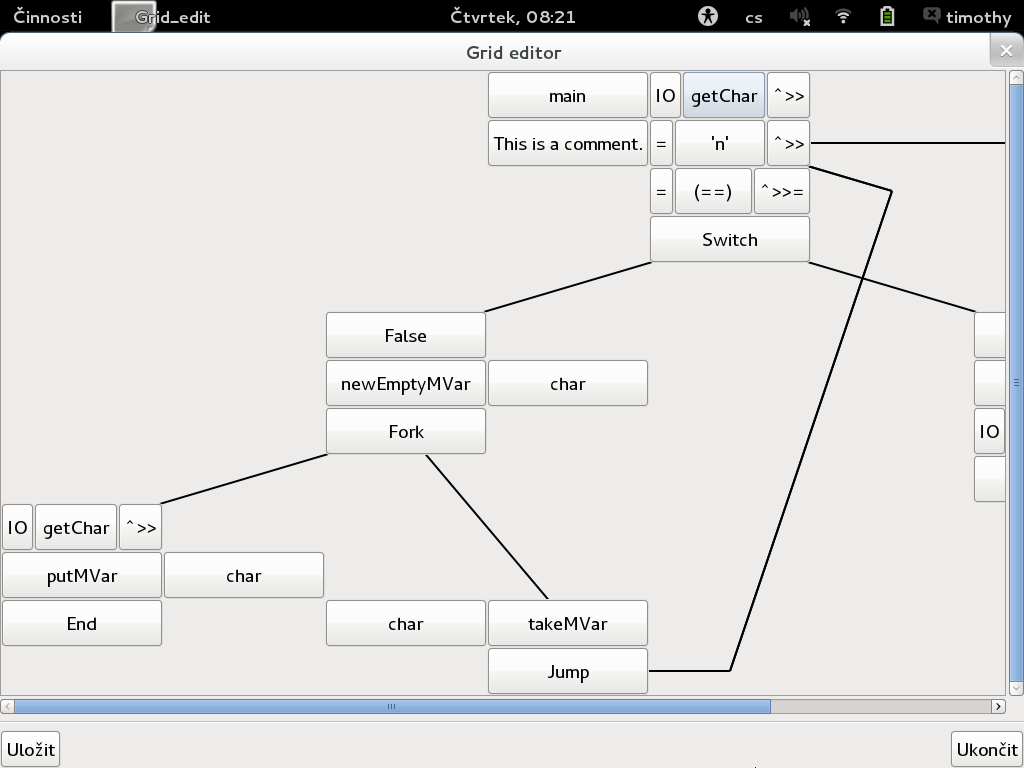 Činnosti Grid_edit Čtvrtek, 08:21 cs timothy
Grid editor
main IO getChar ^>>
This is a comment. = 'n' ^>>
= (==) ^>>=
Switch
False
newEmptyMVar char
Fork IO
IO getChar ^>>
putMVar char
End char takeMVar
Jump
Uložit Ukončit